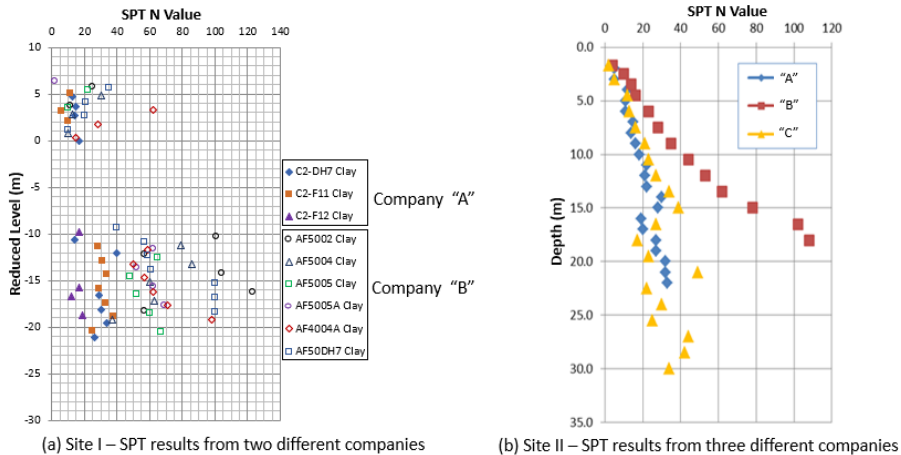 SPT N Value
0 20 40 60 80 100 120 140
10
5
0
-5
-10
-15
-20
-25
-30
Reduced Level (m)
C2-DH7 Clay
C2-F11 Clay
C2-F12 Clay
Company “A”
AF5002 Clay
AF5004 Clay
AF5005 Clay
AF5005A Clay
AF4004A Clay
AF50DH7 Clay
Company “B”
(a) Site I – SPT results from two different companies
SPT N Value
0 20 40 60 80 100 120
0.0
5.0
10.0
15.0
20.0
25.0
30.0
35.0
Depth (m)
“A”
“B”
“C”
(b) Site II – SPT results from three different companies